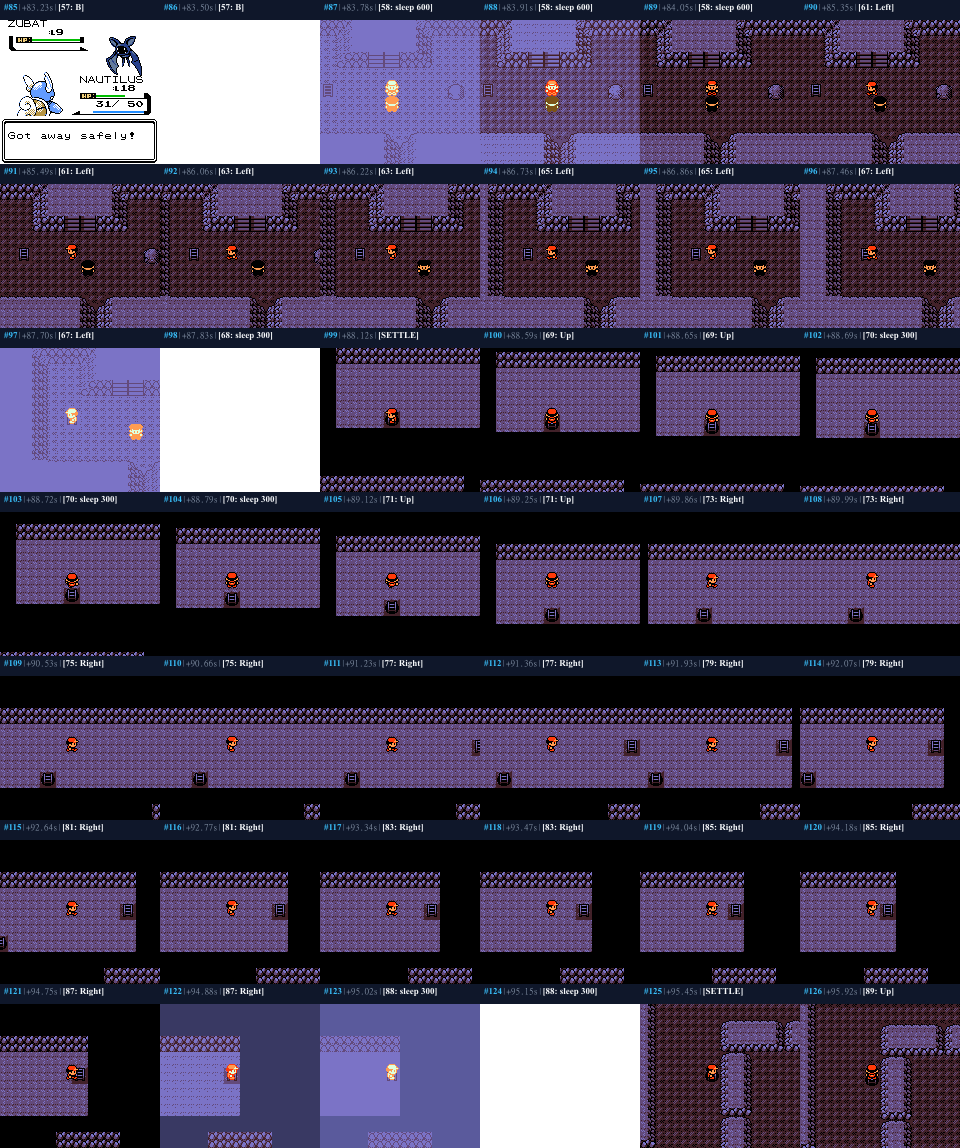 #85|+83.23s|[57: B]
#86|+83.50s|[57: B]
#87|+83.78s|[58: sleep 600]
#88|+83.91s|[58: sleep 600]
#89|+84.05s|[58: sleep 600]
#90|+85.35s|[61: Left]
ZUBAT
:L9
HP:
NAUTILUS
:L18
HP:
31/ 50
Got away safely!
#91|+85.49s|[61: Left]
#92|+86.06s|[63: Left]
#93|+86.22s|[63: Left]
#94|+86.73s|[65: Left]
#95|+86.86s|[65: Left]
#96|+87.46s|[67: Left]
#97|+87.70s|[67: Left]
#98|+87.83s|[68: sleep 300]
#99|+88.12s|[SETTLE]
#100|+88.59s|[69: Up]
#101|+88.65s|[69: Up]
#102|+88.69s|[70: sleep 300]
#103|+88.72s|[70: sleep 300]
#104|+88.79s|[70: sleep 300]
#105|+89.12s|[71: Up]
#106|+89.25s|[71: Up]
#107|+89.86s|[73: Right]
#108|+89.99s|[73: Right]
#109|+90.53s|[75: Right]
#110|+90.66s|[75: Right]
#111|+91.23s|[77: Right]
#112|+91.36s|[77: Right]
#113|+91.93s|[79: Right]
#114|+92.07s|[79: Right]
#115|+92.64s|[81: Right]
#116|+92.77s|[81: Right]
#117|+93.34s|[83: Right]
#118|+93.47s|[83: Right]
#119|+94.04s|[85: Right]
#120|+94.18s|[85: Right]
#121|+94.75s|[87: Right]
#122|+94.88s|[87: Right]
#123|+95.02s|[88: sleep 300]
#124|+95.15s|[88: sleep 300]
#125|+95.45s|[SETTLE]
#126|+95.92s|[89: Up]